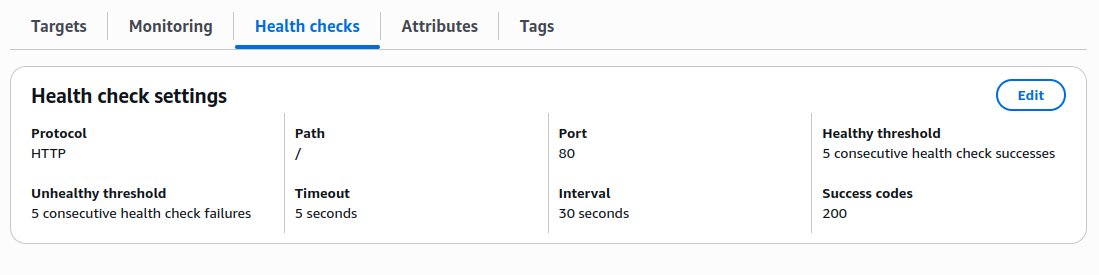 Targets
Monitoring
Health checks
Attributes
Tags
Health check settings
Edit
Protocol
HTTP
Path
/
Port
80
Healthy threshold
5 consecutive health check successes
Unhealthy threshold
5 consecutive health check failures
Timeout
5 seconds
Interval
30 seconds
Success codes
200